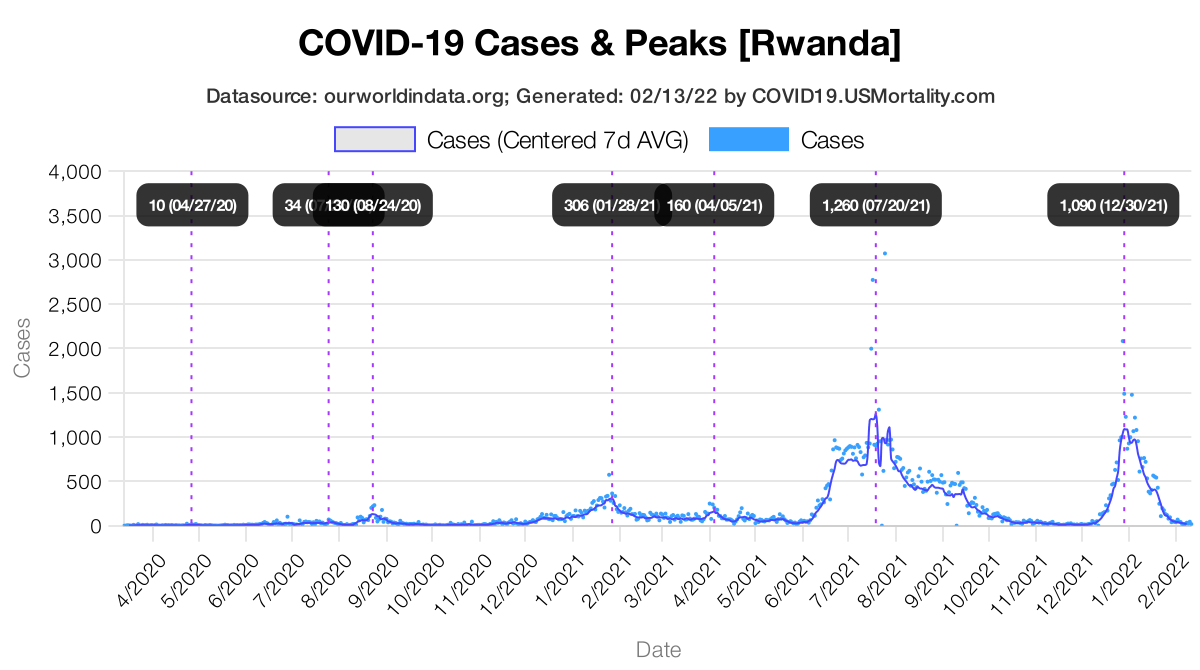 COVID-19 Cases & Peaks [Rwanda]
Datasource: ourworldindata.org; Generated: 02/13/22 by COVID19.USMortality.com
Cases (Centered 7d AVG) Cases
4,000
3,500
3,000
2,500
2,000
1,500
1,000
500
0
Cases
10 (04/27/20) 34 130 (08/24/20) 306 (01/28/21) 160 (04/05/21) 1,260 (07/20/21) 1,090 (12/30/21)
4/2020 5/2020 6/2020 7/2020 8/2020 9/2020 10/2020 11/2020 12/2020 1/2021 2/2021 3/2021 4/2021 5/2021 6/2021 7/2021 8/2021 9/2021 10/2021 11/2021 12/2021 1/2022 2/2022
Date